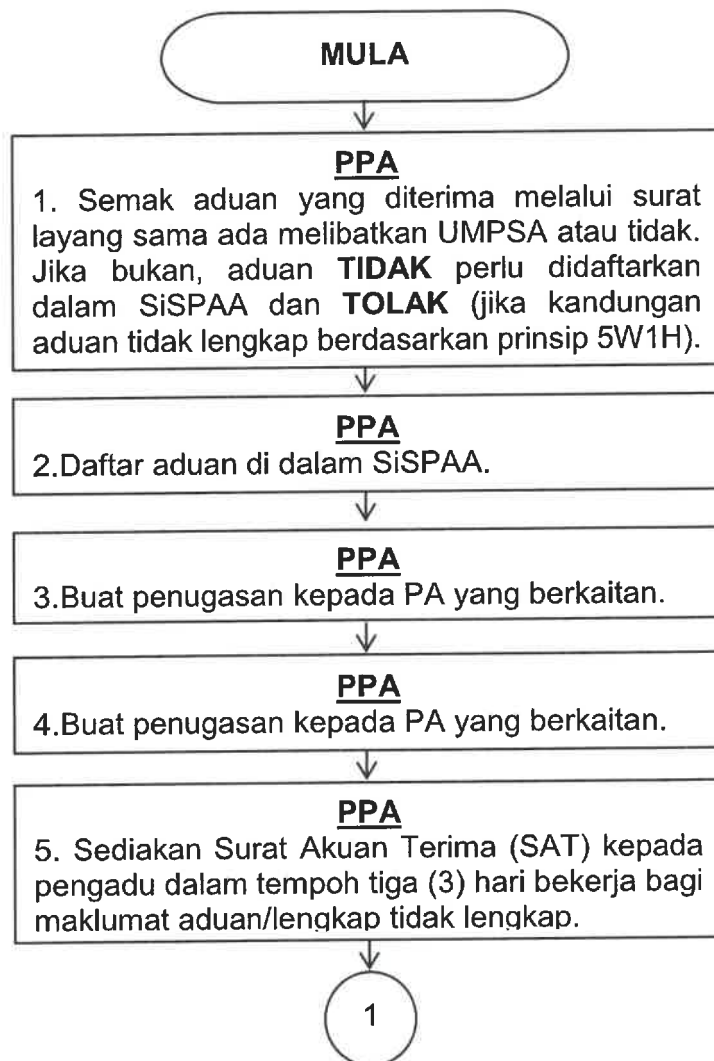 MULA
PPA
1. Semak aduan yang diterima melalui surat
layang sama ada melibatkan UMPSA atau tidak.
Jika bukan, aduan TIDAK perlu didaftarkan
dalam SiSPAA dan TOLAK (jika kandungan
aduan tidak lengkap berdasarkan prinsip 5W1H).
PPA
2.Daftar aduan di dalam SiSPAA.
PPA
3.Buat penugasan kepada PA yang berkaitan.
PPA
4.Buat penugasan kepada PA yang berkaitan.
PPA
5. Sediakan Surat Akuan Terima (SAT) kepada
pengadu dalam tempoh tiga (3) hari bekerja bagi
maklumat aduan/lengkap tidak lengkap.
1